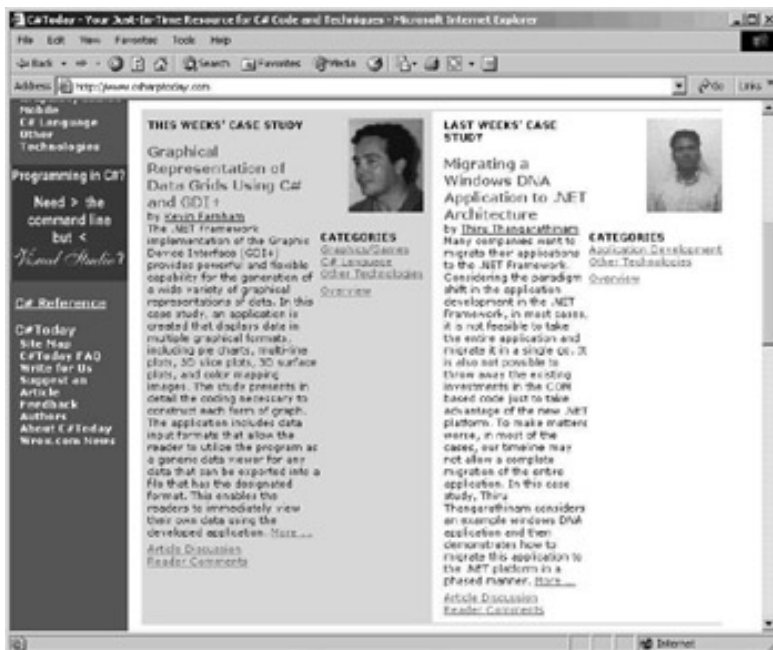 C#Today - Your Just-In-Time Resource for C# Code and Techniques - Microsoft Internet Explorer
File Edit View Favorites Tools Help
Back Search Favorites Media
Address http://www.csharptoday.com Go Links
Mobile
C# Language
Other
Technologies
Programming in C#?
Need > the
command line
but <
Visual Studio?
C# Reference
C#Today
Site Map
C#Today FAQ
Write for Us
Suggest an
Article
Feedback
Authors
About C#Today
Wrox.com News
THIS WEEKS' CASE STUDY
Graphical
Representation of
Data Grids Using C#
and GDI+
by Kevin Farnham
The .NET Framework
implementation of the Graphic
Device Interface (GDI+)
provides powerful and flexible
capability for the generation of
a wide variety of graphical
representations of data. In this
case study, an application is
created that displays data in
multiple graphical formats,
including pie charts, multi-line
plots, 3D slice plots, 3D surface
plots, and color mapping
images. The study presents in
detail the coding necessary to
construct each form of graph.
The application includes data
input formats that allow the
reader to utilize the program as
a generic data viewer for any
data that can be exported into a
file that has the designated
format. This enables the
readers to immediately view
their own data using the
developed application. More ...
Article Discussion
Reader Comments
CATEGORIES
Graphics/Games
C# Language
Other Technologies
Overview
LAST WEEKS' CASE
STUDY
Migrating a
Windows DNA
Application to .NET
Architecture
by Thiru Thangarathinam
Many companies want to
migrate their applications
to the .NET Framework.
Considering the paradigm
shift in the application
development in the .NET
Framework, in most cases,
it is not feasible to take
the entire application and
migrate it in a single go. It
is also not possible to
throw away the existing
investments in the COM
based code just to take
advantage of the new .NET
platform. To make matters
worse, in most of the
cases, our timeline may
not allow a complete
migration of the entire
application. In this case
study, Thiru
Thangarathinam considers
an example windows DNA
application and then
demonstrates how to
migrate this application to
the .NET platform in a
phased manner. More ...
Article Discussion
Reader Comments
CATEGORIES
Application Development
Other Technologies
Overview
Internet